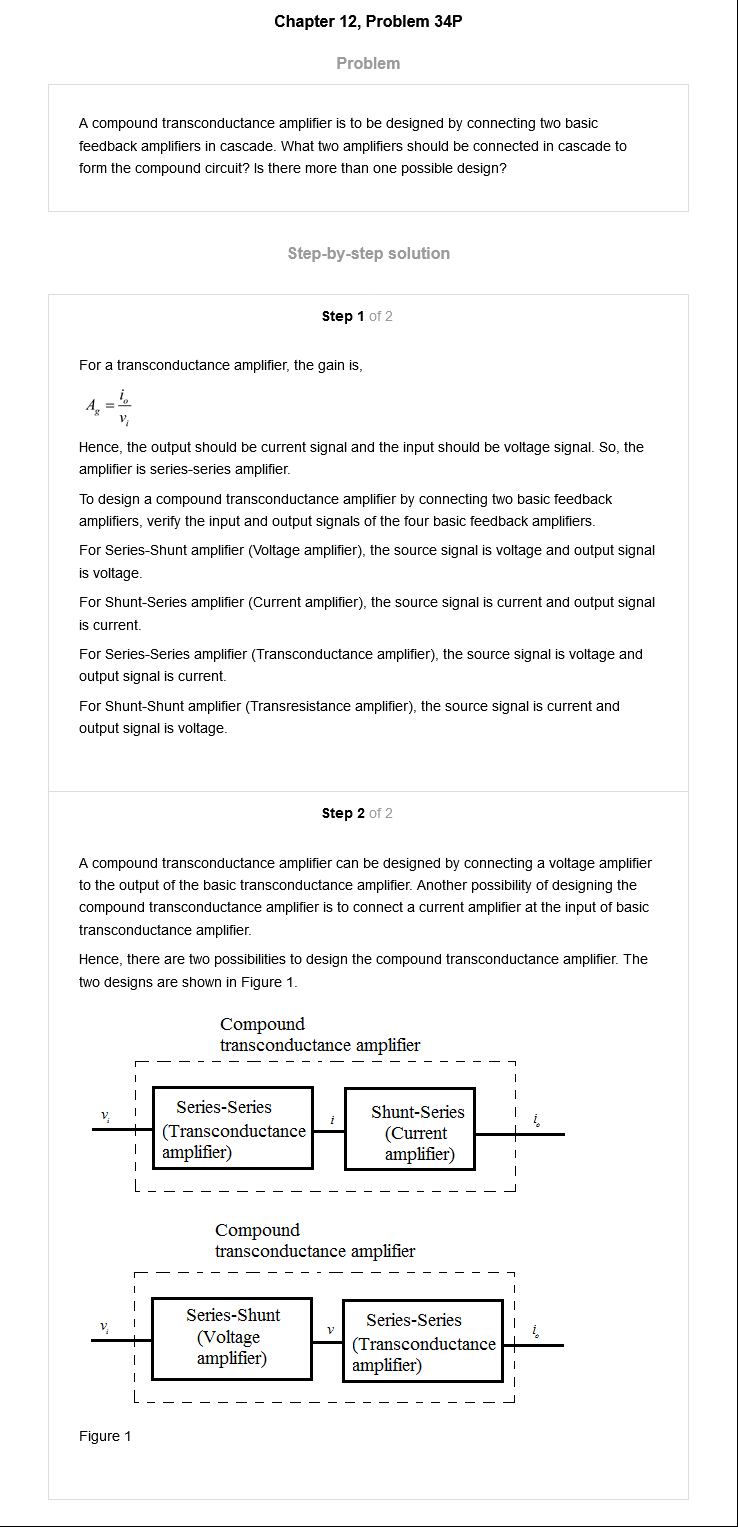 Chapter 12, Problem 34P
Problem
A compound transconductance amplifier is to be designed by connecting two basic
feedback amplifiers in cascade. What two amplifiers should be connected in cascade to
form the compound circuit? Is there more than one possible design?
Step-by-step solution
Step 1 of 2
For a transconductance amplifier, the gain is,
A_g = i_o / v_i
Hence, the output should be current signal and the input should be voltage signal. So, the
amplifier is series-series amplifier.
To design a compound transconductance amplifier by connecting two basic feedback
amplifiers, verify the input and output signals of the four basic feedback amplifiers.
For Series-Shunt amplifier (Voltage amplifier), the source signal is voltage and output signal
is voltage.
For Shunt-Series amplifier (Current amplifier), the source signal is current and output signal
is current.
For Series-Series amplifier (Transconductance amplifier), the source signal is voltage and
output signal is current.
For Shunt-Shunt amplifier (Transresistance amplifier), the source signal is current and
output signal is voltage.
Step 2 of 2
A compound transconductance amplifier can be designed by connecting a voltage amplifier
to the output of the basic transconductance amplifier. Another possibility of designing the
compound transconductance amplifier is to connect a current amplifier at the input of basic
transconductance amplifier.
Hence, there are two possibilities to design the compound transconductance amplifier. The
two designs are shown in Figure 1.
Compound
transconductance amplifier
v_i
Series-Series
(Transconductance
amplifier)
i
Shunt-Series
(Current
amplifier)
i_o
Compound
transconductance amplifier
v_i
Series-Shunt
(Voltage
amplifier)
v
Series-Series
(Transconductance
amplifier)
i_o
Figure 1